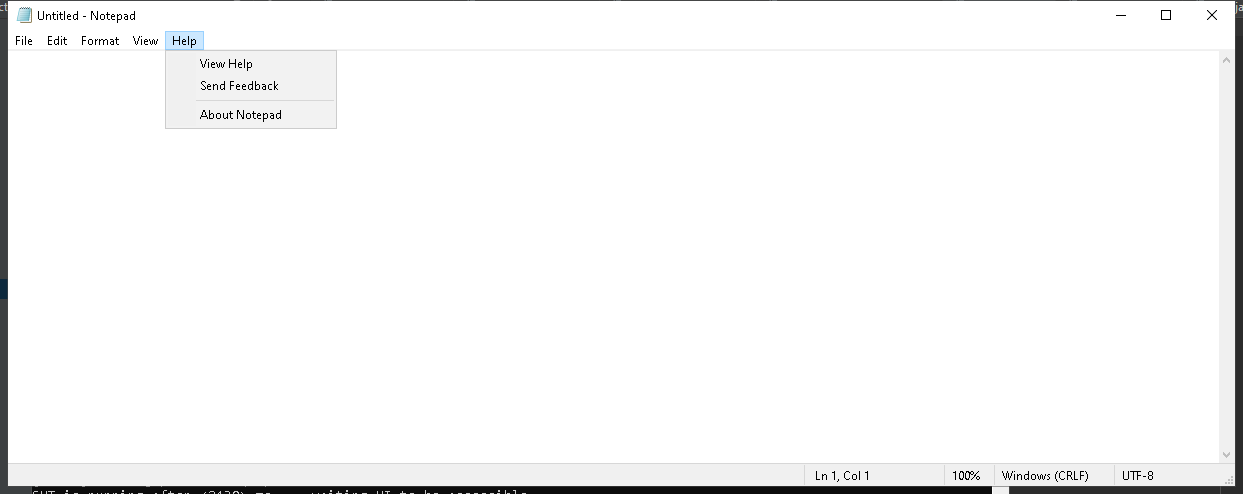 Untitled - Notepad
File Edit Format View Help
View Help
Send Feedback
About Notepad
Ln 1, Col 1 100% Windows (CRLF) UTF-8